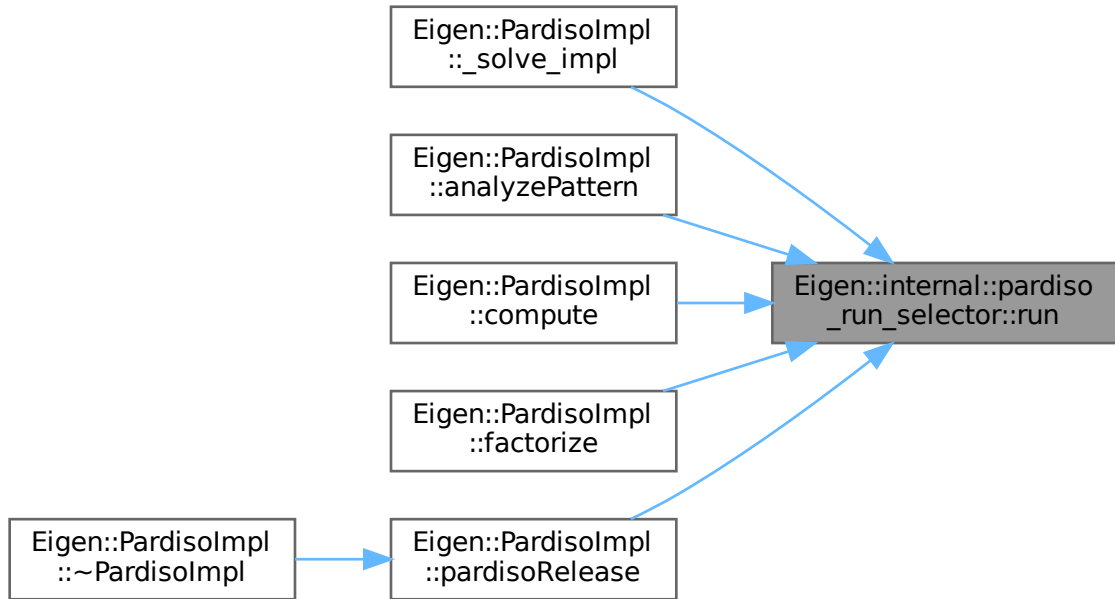 Eigen::PardisoImpl
::_solve_impl
Eigen::PardisoImpl
::analyzePattern
Eigen::PardisoImpl
::compute
Eigen::internal::pardiso
_run_selector::run
Eigen::PardisoImpl
::factorize
Eigen::PardisoImpl
::~PardisoImpl
Eigen::PardisoImpl
::pardisoRelease